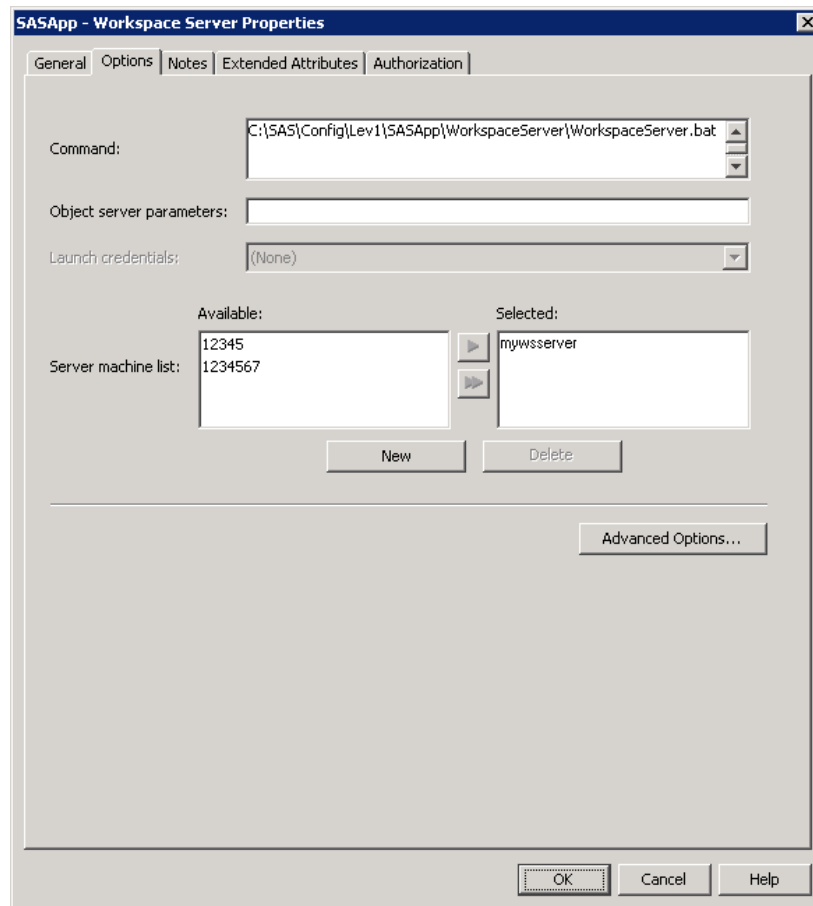 SASApp - Workspace Server Properties
General Options Notes Extended Attributes Authorization
Command:
C:\SAS\Config\Lev1\SASApp\WorkspaceServer\WorkspaceServer.bat
Object server parameters:
Launch credentials: (None)
Available: Selected:
Server machine list:
12345
1234567
mywsserver
New Delete
Advanced Options...
OK Cancel Help